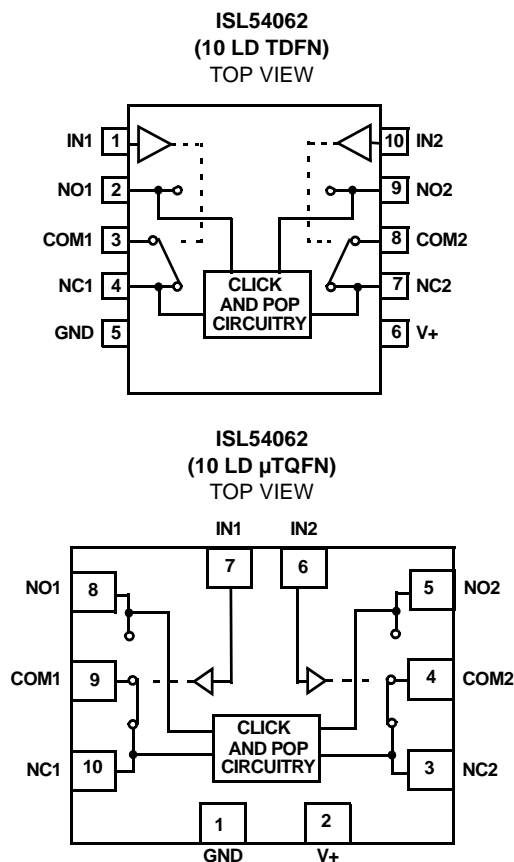 ISL54062
(10 LD TDFN)
TOP VIEW
IN1 1 10 IN2
NO1 2 9 NO2
COM1 3 8 COM2
NC1 4 7 NC2
CLICK
AND POP
CIRCUITRY
GND 5 6 V+
ISL54062
(10 LD µTQFN)
TOP VIEW
IN1 IN2
7 6
NO1 8 5 NO2
COM1 9 4 COM2
CLICK
AND POP
CIRCUITRY
NC1 10 3 NC2
1 2
GND V+